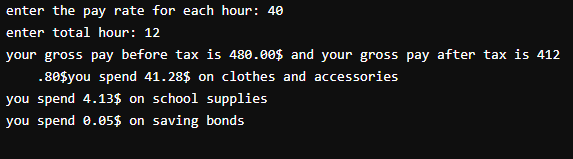 enter the pay rate for each hour: 40
enter total hour: 12
your gross pay before tax is 480.00$ and your gross pay after tax is 412
.80$you spend 41.28$ on clothes and accessories
you spend 4.13$ on school supplies
you spend 0.05$ on saving bonds